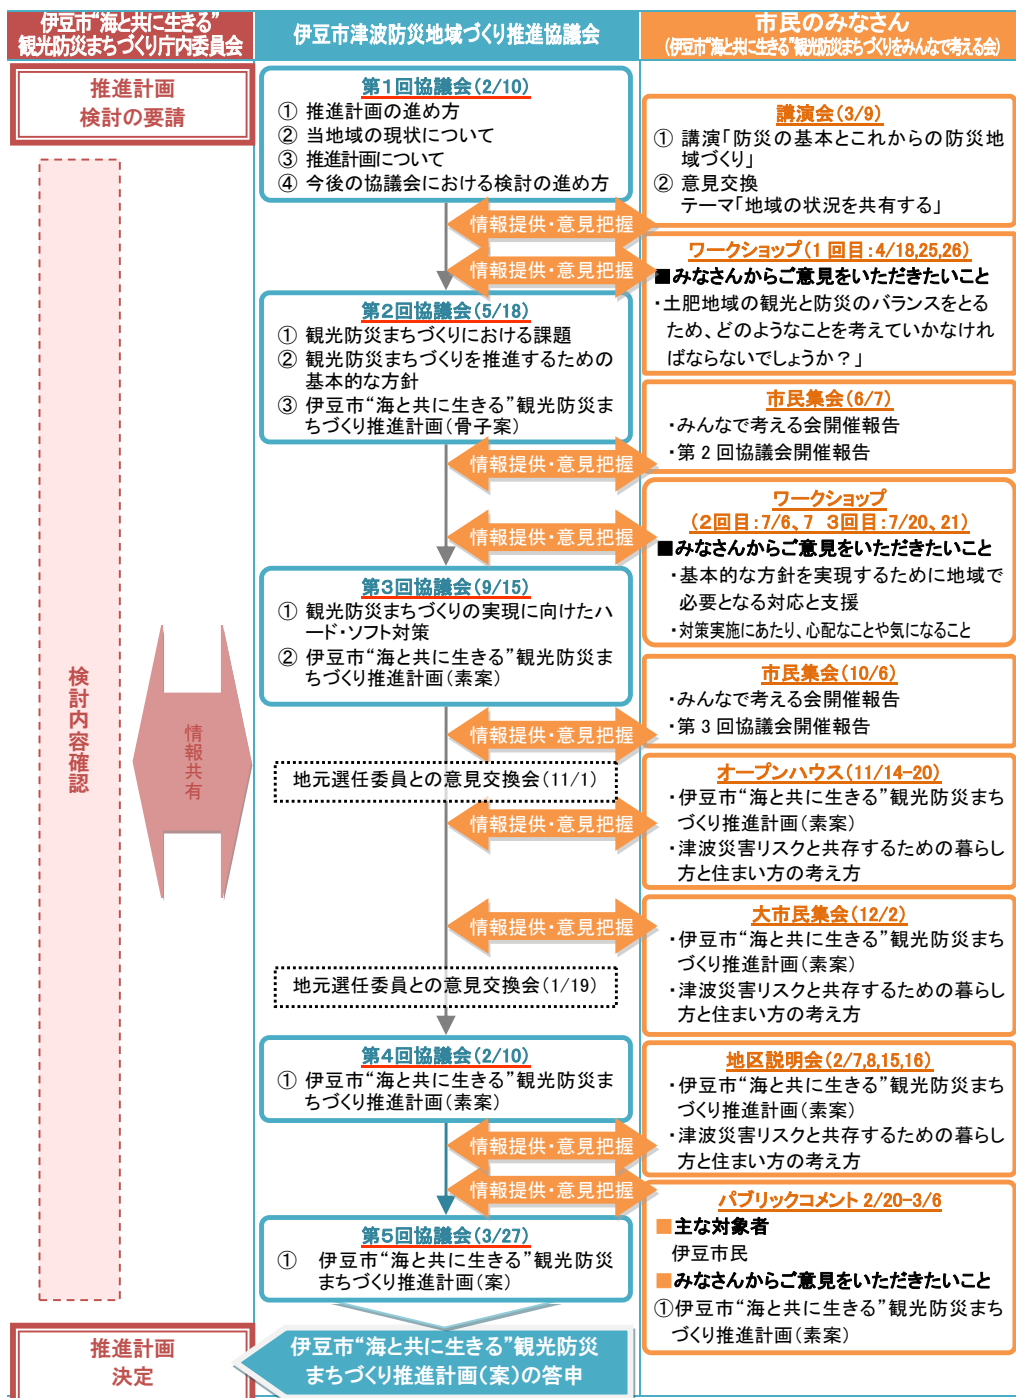 伊豆市“海と共に生きる”
観光防災まちづくり庁内委員会
伊豆市津波防災地域づくり推進協議会
市民のみなさん
(伊豆市“海と共に生きる”観光防災まちづくりをみんなで考える会)
推進計画
検討の要請
検討内容確認
情報共有
推進計画
決定
第1回協議会(2/10)
① 推進計画の進め方
② 当地域の現状について
③ 推進計画について
④ 今後の協議会における検討の進め方
情報提供・意見把握
情報提供・意見把握
第2回協議会(5/18)
① 観光防災まちづくりにおける課題
② 観光防災まちづくりを推進するための
基本的な方針
③ 伊豆市“海と共に生きる”観光防災ま
ちづくり推進計画(骨子案)
情報提供・意見把握
情報提供・意見把握
第3回協議会(9/15)
① 観光防災まちづくりの実現に向けたハ
ード・ソフト対策
② 伊豆市“海と共に生きる”観光防災ま
ちづくり推進計画(素案)
情報提供・意見把握
地元選任委員との意見交換会(11/1)
情報提供・意見把握
情報提供・意見把握
地元選任委員との意見交換会(1/19)
第4回協議会(2/10)
① 伊豆市“海と共に生きる”観光防災ま
ちづくり推進計画(素案)
情報提供・意見把握
情報提供・意見把握
第5回協議会(3/27)
① 伊豆市“海と共に生きる”観光防災
まちづくり推進計画(案)
伊豆市“海と共に生きる”観光防災
まちづくり推進計画(案)の答申
講演会(3/9)
① 講演「防災の基本とこれからの防災地
域づくり」
② 意見交換
テーマ「地域の状況を共有する」
ワークショップ(1回目:4/18,25,26)
■みなさんからご意見をいただきたいこと
・土肥地域の観光と防災のバランスをとる
ため、どのようなことを考えていかなけれ
ばならないでしょうか?」
市民集会(6/7)
・みんなで考える会開催報告
・第2回協議会開催報告
ワークショップ
(2回目:7/6、7 3回目:7/20、21)
■みなさんからご意見をいただきたいこと
・基本的な方針を実現するために地域で
必要となる対応と支援
・対策実施にあたり、心配なことや気になること
市民集会(10/6)
・みんなで考える会開催報告
・第3回協議会開催報告
オープンハウス(11/14-20)
・伊豆市“海と共に生きる”観光防災まち
づくり推進計画(素案)
・津波災害リスクと共存するための暮らし
方と住まい方の考え方
大市民集会(12/2)
・伊豆市“海と共に生きる”観光防災まち
づくり推進計画(素案)
・津波災害リスクと共存するための暮らし
方と住まい方の考え方
地区説明会(2/7,8,15,16)
・伊豆市“海と共に生きる”観光防災まち
づくり推進計画(素案)
・津波災害リスクと共存するための暮らし
方と住まい方の考え方
パブリックコメント 2/20-3/6
■主な対象者
伊豆市民
■みなさんからご意見をいただきたいこと
①伊豆市“海と共に生きる”観光防災まち
づくり推進計画(素案)